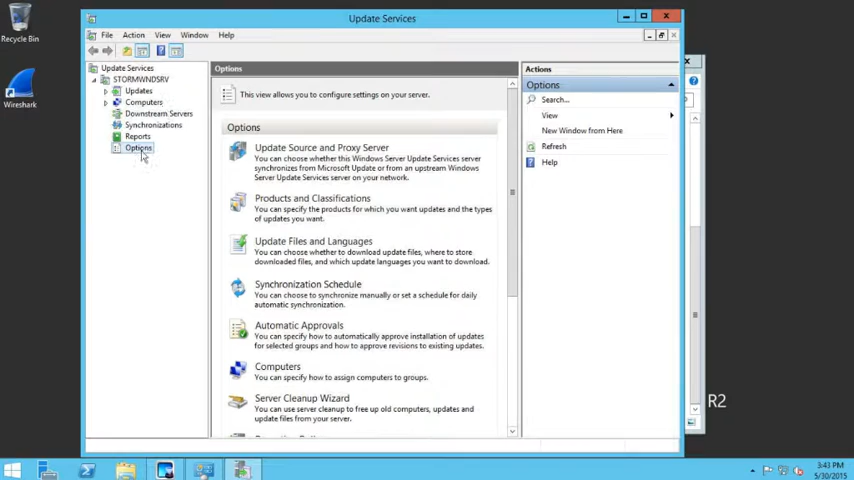 Recycle Bin
Wireshark
Update Services
File Action View Window Help
Update Services
STORMWNDSRV
Updates
Computers
Downstream Servers
Synchronizations
Reports
Options
Options
This view allows you to configure settings on your server.
Options
Update Source and Proxy Server
You can choose whether this Windows Server Update Services server
synchronizes from Microsoft Update or from an upstream Windows
Server Update Services server on your network.
Products and Classifications
You can specify the products for which you want updates and the types
of updates you want.
Update Files and Languages
You can choose whether to download update files, where to store
downloaded files, and which update languages you want to download.
Synchronization Schedule
You can choose to synchronize manually or set a schedule for daily
automatic synchronization.
Automatic Approvals
You can specify how to automatically approve installation of updates
for selected groups and how to approve revisions to existing updates.
Computers
You can specify how to assign computers to groups.
Server Cleanup Wizard
You can use server cleanup to free up old computers, updates and
update files from your server.
Actions
Options
Search...
View
New Window from Here
Refresh
Help
R2
3:43 PM
5/30/2015